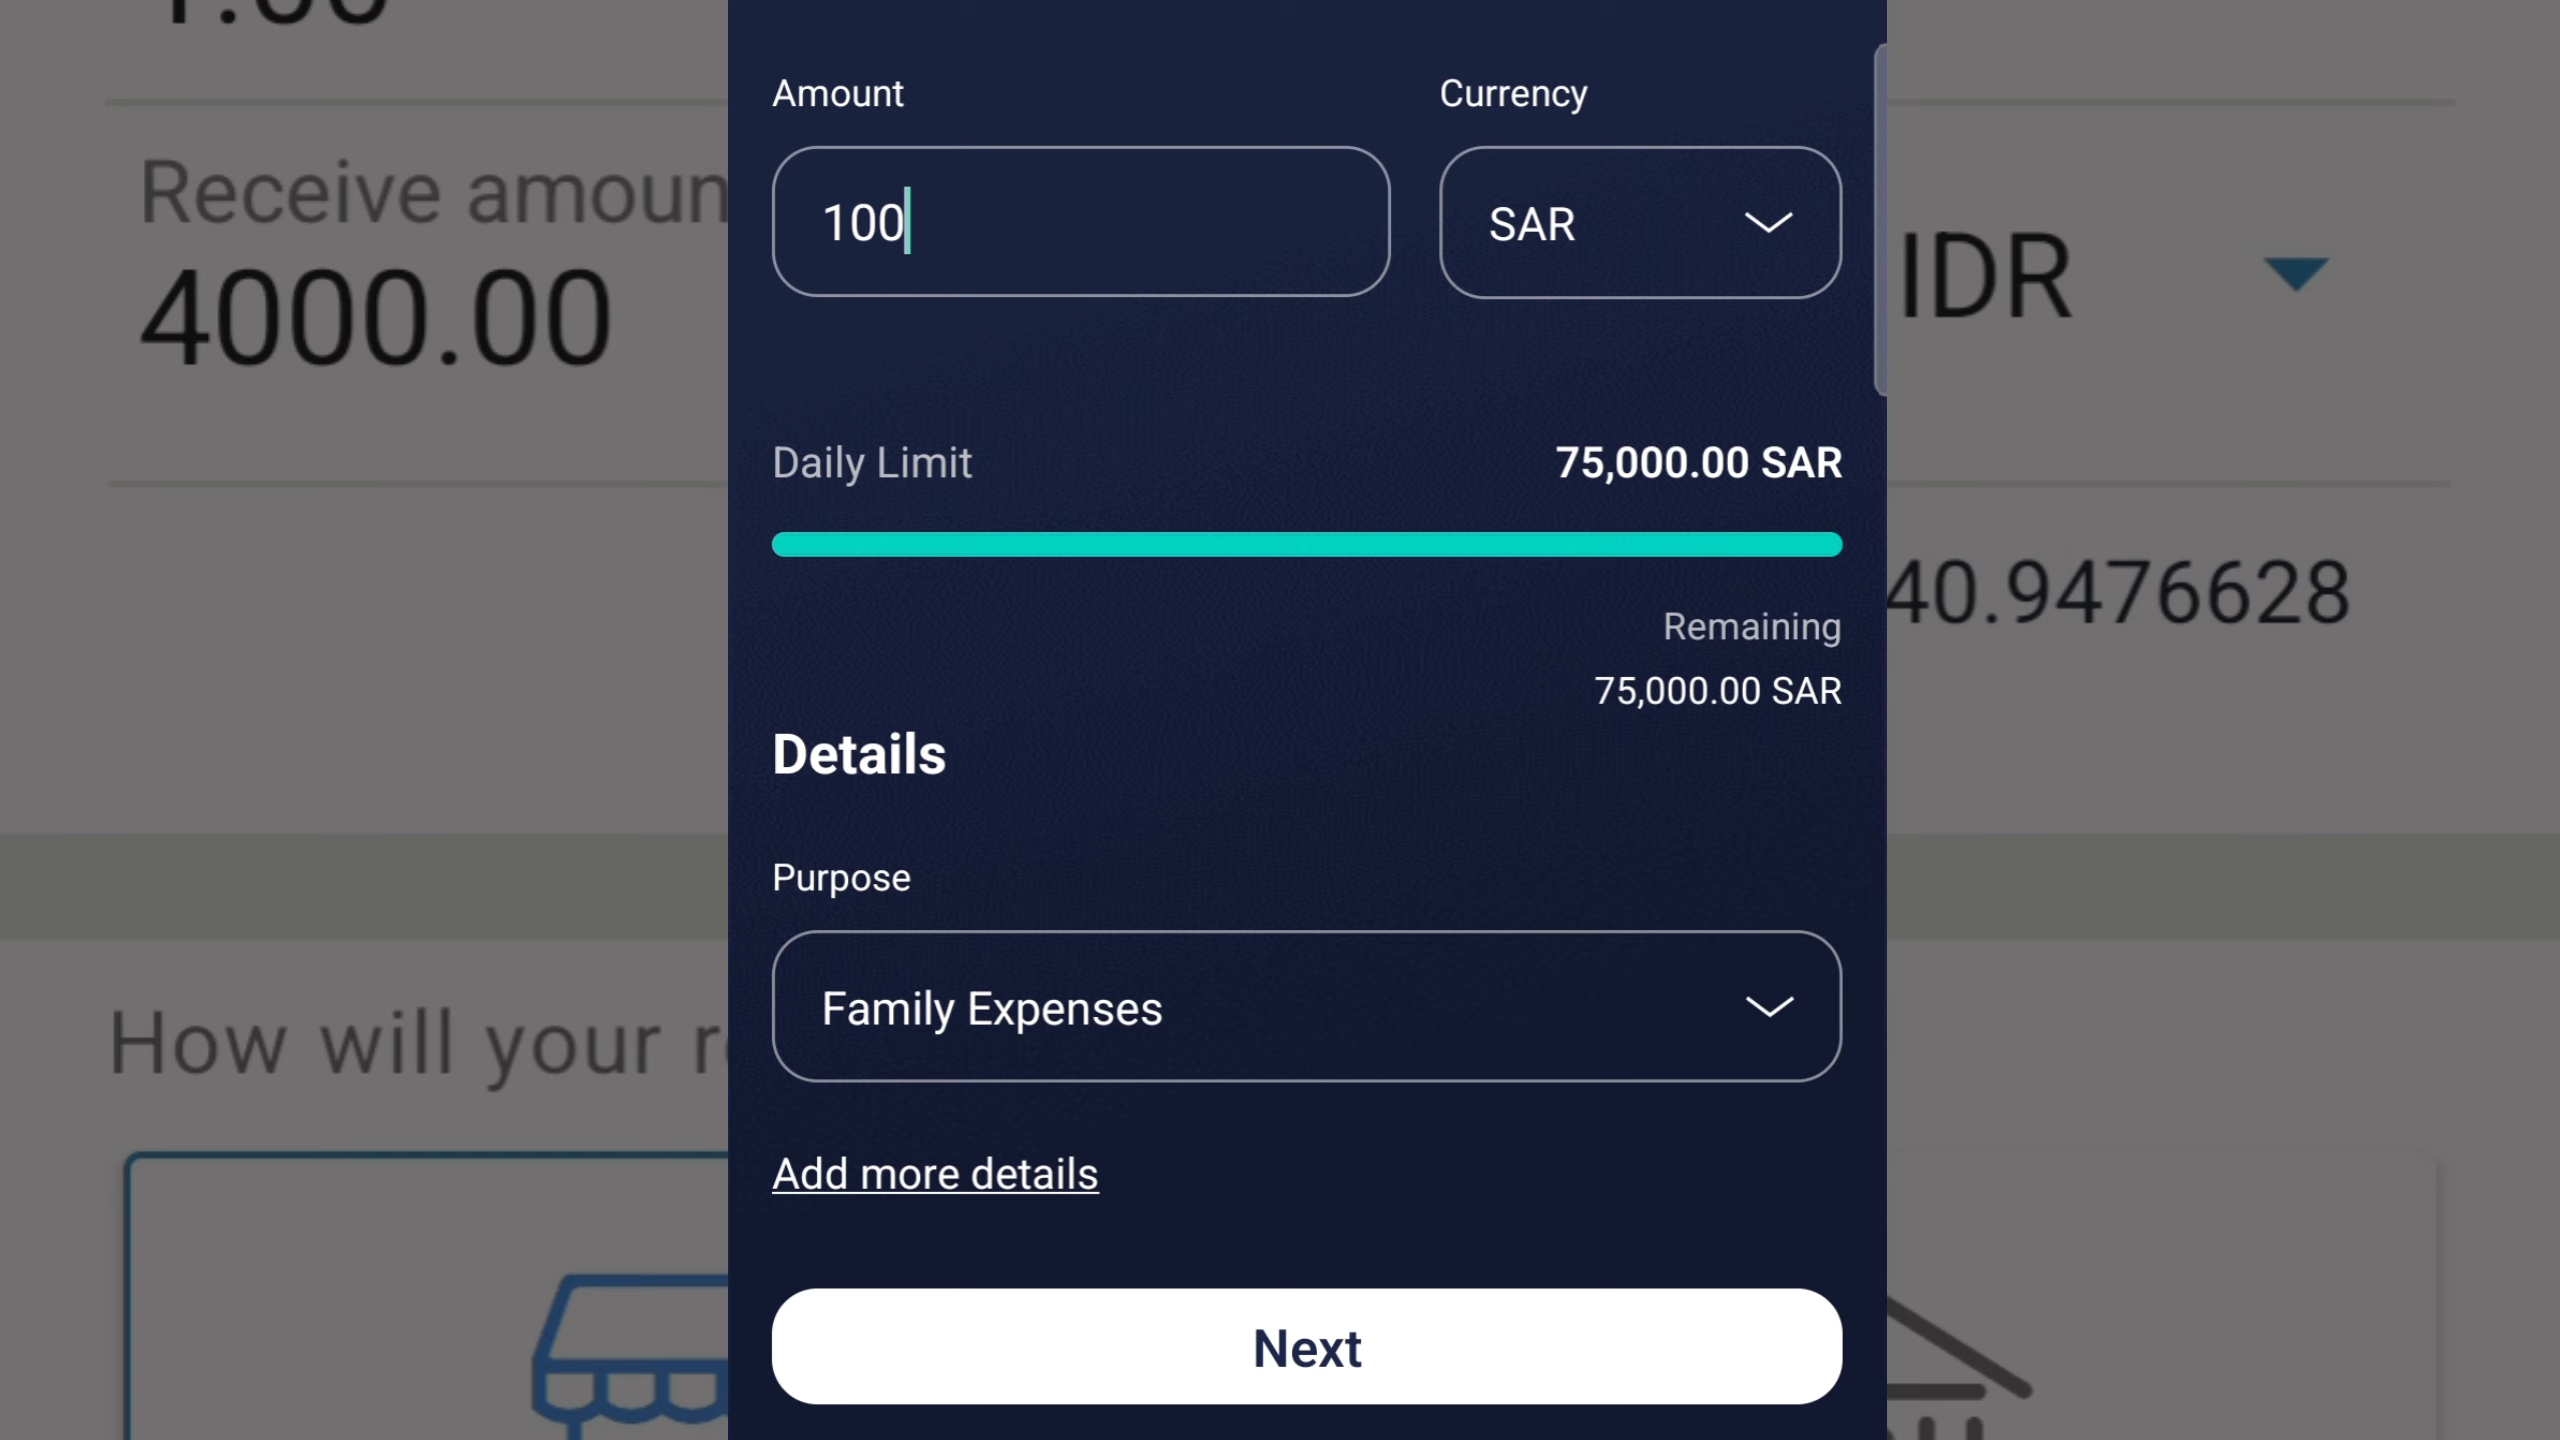 Amount
Currency
100
SAR
Receive amoun
4000.00
IDR
Daily Limit
75,000.00 SAR
40.9476628
Remaining
75,000.00 SAR
Details
Purpose
Family Expenses
How will your r
Add more details
Next